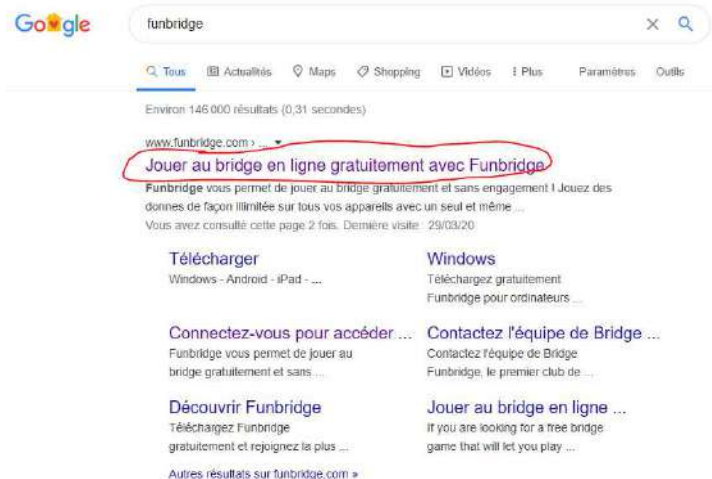 Google
funbridge
Tous Actualités Maps Shopping Vidéos Plus Paramètres Outils
Environ 146 000 résultats (0,31 secondes)
www.funbridge.com › ...
Jouer au bridge en ligne gratuitement avec Funbridge
Funbridge vous permet de jouer au bridge gratuitement et sans engagement ! Jouez des
donnes de façon illimitée sur tous vos appareils avec un seul et même ...
Vous avez consulté cette page 2 fois. Dernière visite : 29/03/20
Télécharger
Windows - Android - iPad - ...
Windows
Téléchargez gratuitement
Funbridge pour ordinateurs ...
Connectez-vous pour accéder ...
Funbridge vous permet de jouer au
bridge gratuitement et sans ...
Contactez l'équipe de Bridge ...
Contactez l'équipe de Bridge
Funbridge, le premier club de ...
Découvrir Funbridge
Téléchargez Funbridge
gratuitement et rejoignez la plus ...
Jouer au bridge en ligne ...
If you are looking for a free bridge
game that will let you play ...
Autres résultats sur funbridge.com »